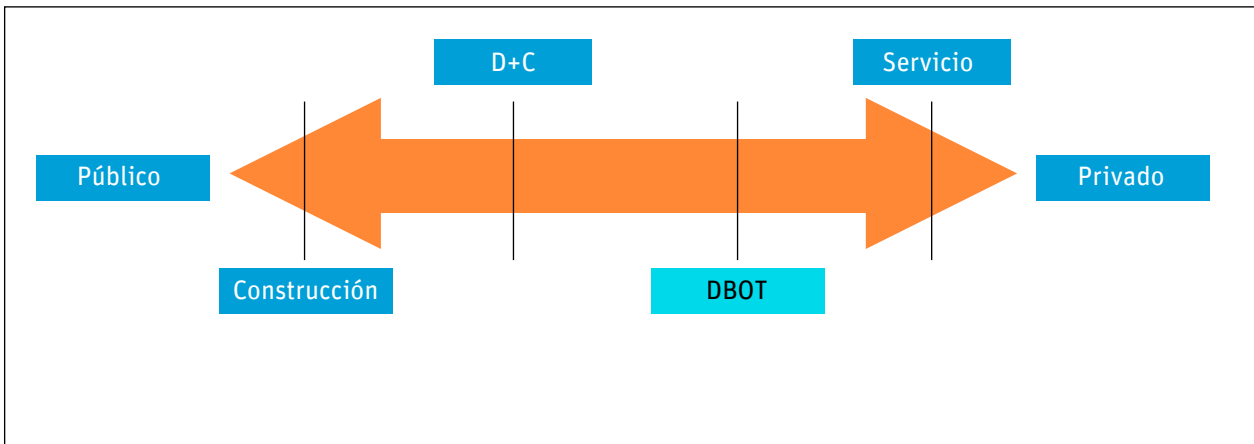 D+C
Servicio
Público
Privado
Construcción
DBOT